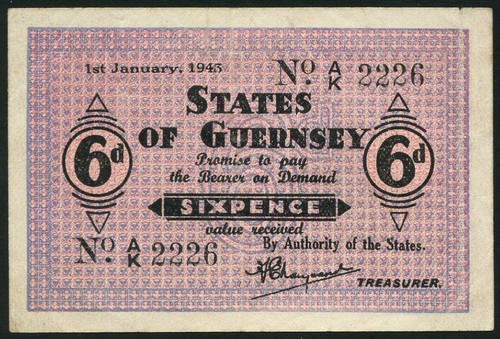 1st January, 1943
No. A/K 2226
STATES
OF GUERNSEY
6d
6d
Promise to pay
the Bearer on Demand
SIXPENCE
value received
No. A/K 2226
By Authority of the States.
TREASURER.